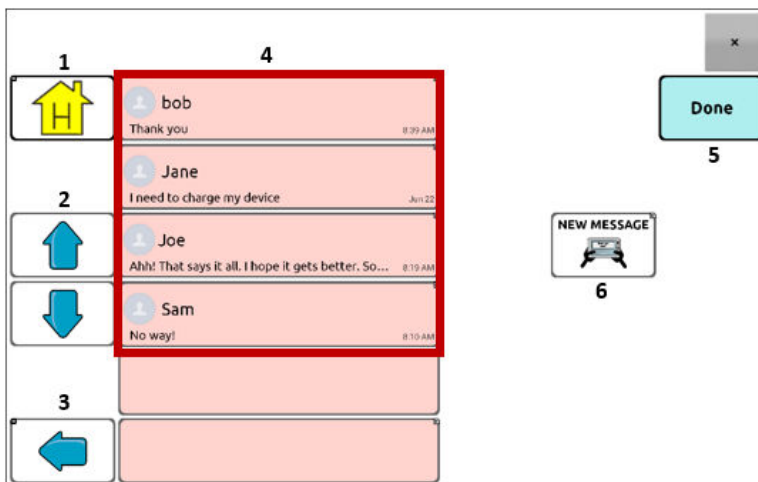 ×
1
4
H
bob
Thank you
8:39 AM
Done
5
Jane
I need to charge my device
Jun 22
2
Joe
Ahh! That says it all. I hope it gets better. So...
8:19 AM
NEW MESSAGE
6
Sam
No way!
8:10 AM
3